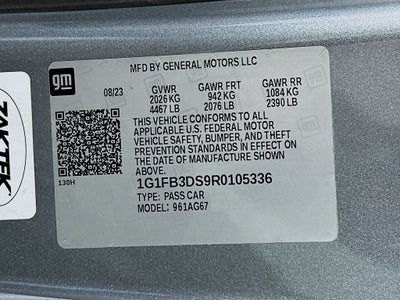 gm
MFD BY GENERAL MOTORS LLC
08/23 GVWR GAWR FRT GAWR RR
2026 KG 942 KG 1084 KG
4467 LB 2076 LB 2390 LB
THIS VEHICLE CONFORMS TO ALL
APPLICABLE U.S. FEDERAL MOTOR
VEHICLE SAFETY, BUMPER, AND THEFT
PREVENTION STANDARDS IN EFFECT ON THE
DATE OF MANUFACTURE SHOWN ABOVE.
130H
1G1FB3DS9R0105336
TYPE: PASS CAR
MODEL: 961AG67
ZAKTEK